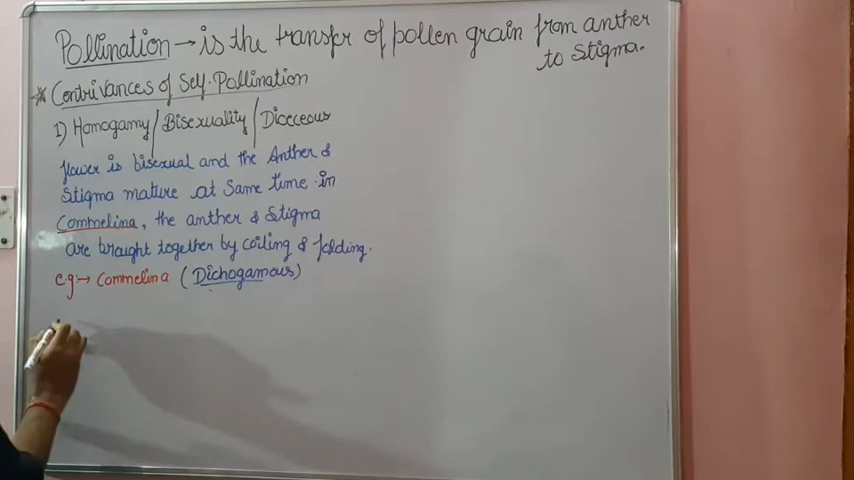 Pollination → is the transfr of pollen grain from anther
to Stigma.
* Contrivances of Self-Pollination
1) Homogamy / Bisexuality / Dioeceous
flower is bisexual and the Anther &
Stigma mature at Same time. in
Commelina, the anther & Stigma
are brought together by coiling & folding.
e.g:→ Commelina (Dichogamous)